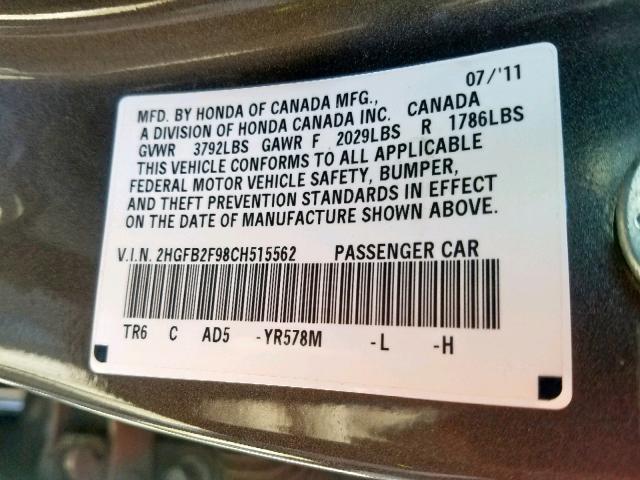 07/'11
MFD. BY HONDA OF CANADA MFG.,
A DIVISION OF HONDA CANADA INC. CANADA
GVWR 3792LBS GAWR F 2029LBS R 1786LBS
THIS VEHICLE CONFORMS TO ALL APPLICABLE
FEDERAL MOTOR VEHICLE SAFETY, BUMPER,
AND THEFT PREVENTION STANDARDS IN EFFECT
ON THE DATE OF MANUFACTURE SHOWN ABOVE.
V.I.N. 2HGFB2F98CH515562 PASSENGER CAR
TR6 C AD5 -YR578M -L -H